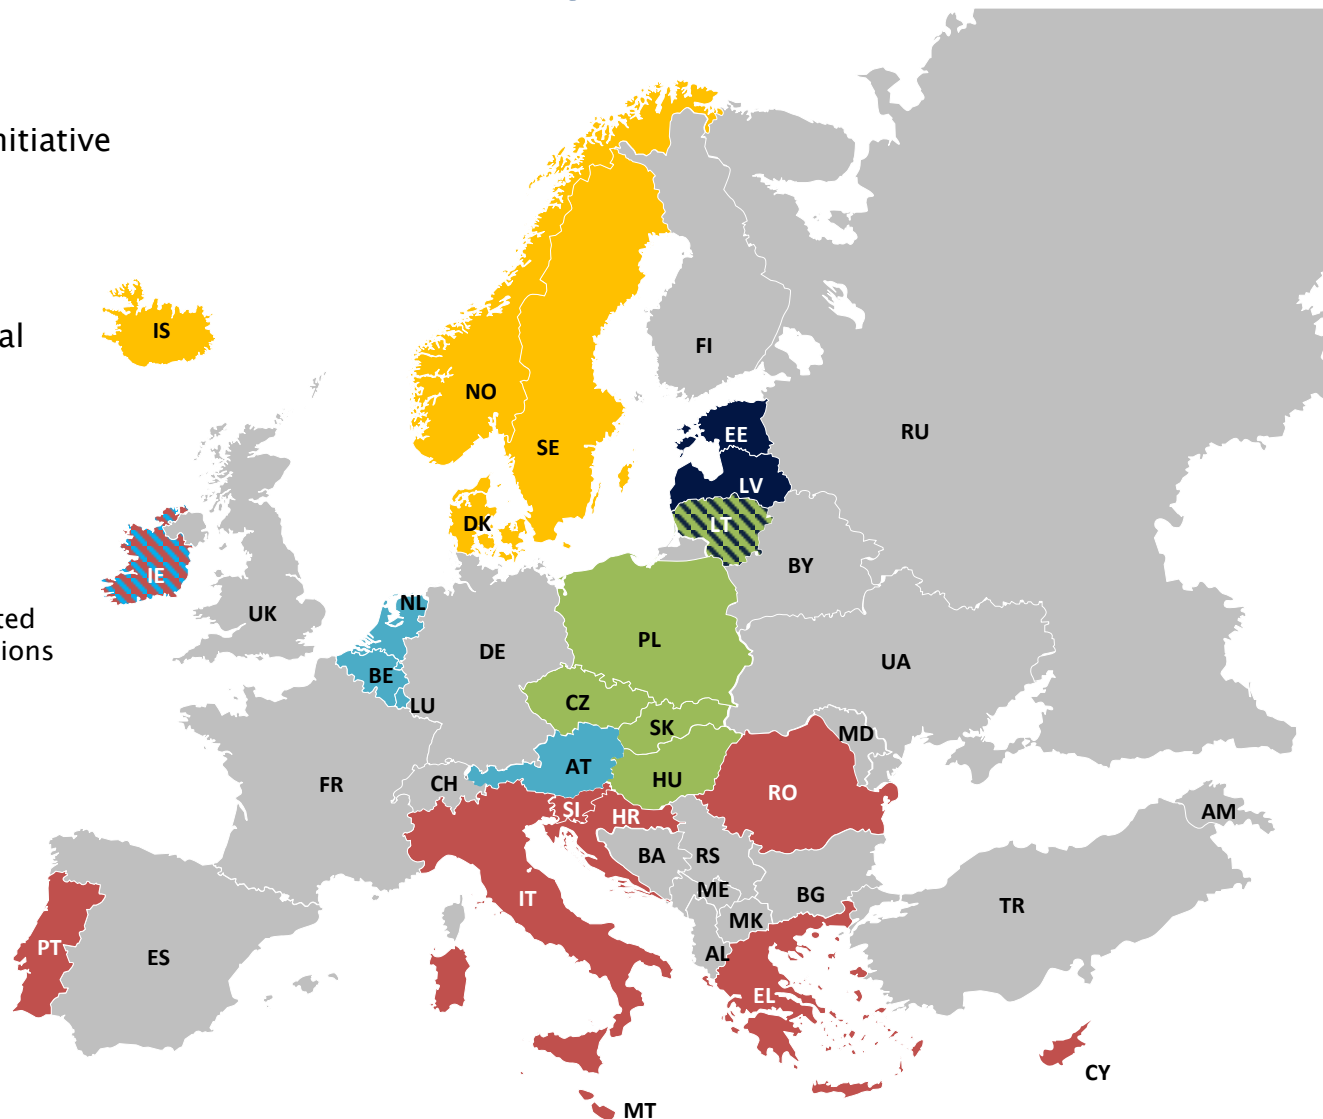 nitiative
al
ted
ions
IS
NO
SE
FI
RU
EE
LV
LT
DK
BY
IE
UK
NL
DE
PL
UA
BE
LU
CZ
SK
MD
FR
CH
AT
HU
RO
SI
HR
AM
BA
RS
ME
BG
IT
MK
TR
PT
ES
AL
EL
CY
MT